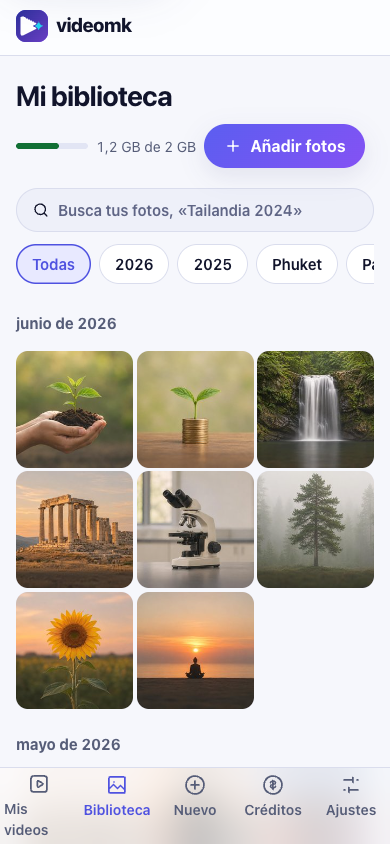 videomk
Mi biblioteca
1,2 GB de 2 GB
+ Añadir fotos
Busca tus fotos, «Tailandia 2024»
Todas 2026 2025 Phuket
junio de 2026
mayo de 2026
Mis videos Biblioteca Nuevo Créditos Ajustes